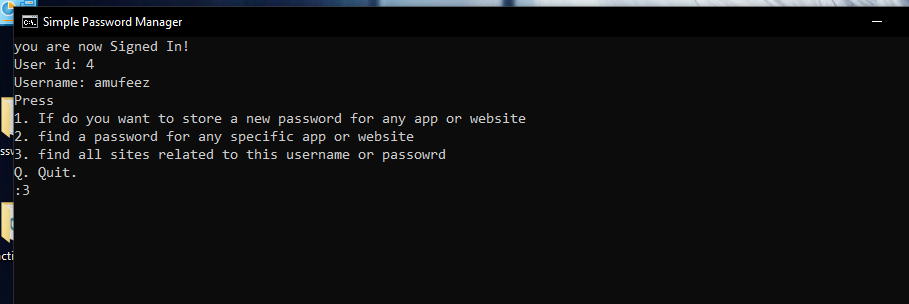 Simple Password Manager
you are now Signed In!
User id: 4
Username: amufeez
Press
1. If do you want to store a new password for any app or website
2. find a password for any specific app or website
3. find all sites related to this username or passowrd
Q. Quit.
:3